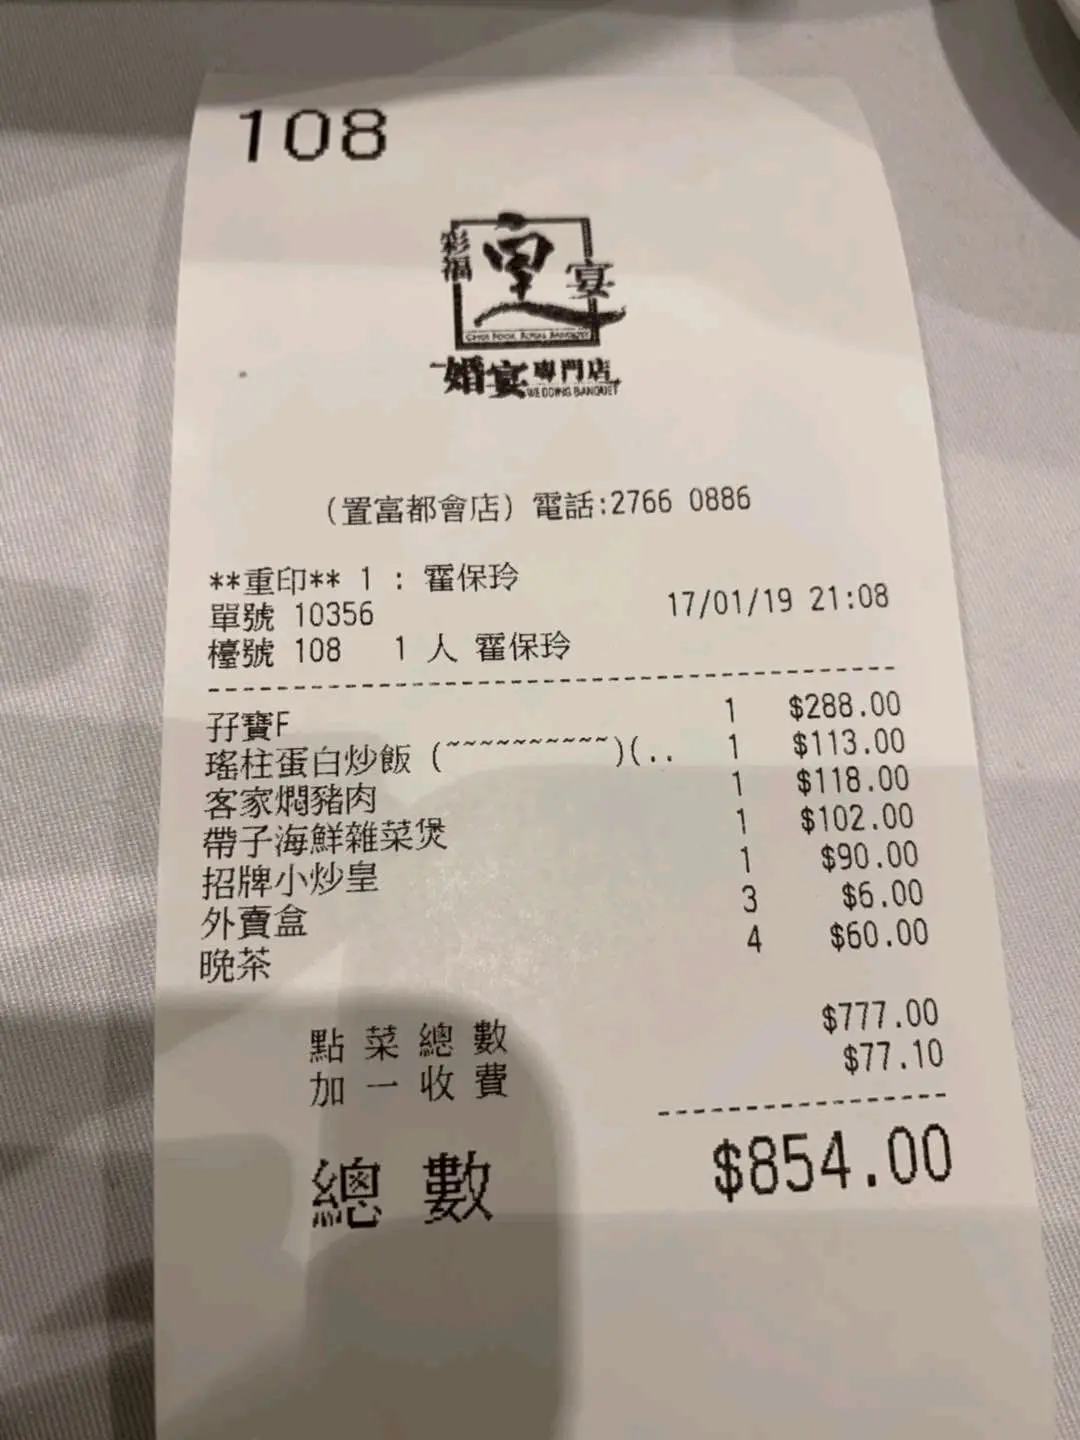 108
彩福
皇
宴
CHOI FOOK ROYAL BANQUET
婚宴專門店
WEDDING BANQUET
(置富都會店) 電話:2766 0886
**重印** 1 : 霍保玲
單號 10356 17/01/19 21:08
檯號 108 1 人 霍保玲
孖寶F 1 $288.00
瑤柱蛋白炒飯 (~~~~~~~~~~)(.. 1 $113.00
客家燜豬肉 1 $118.00
帶子海鮮雜菜煲 1 $102.00
招牌小炒皇 1 $90.00
外賣盒 3 $6.00
晚茶 4 $60.00
點菜總數 $777.00
加一收費 $77.10
總數 $854.00